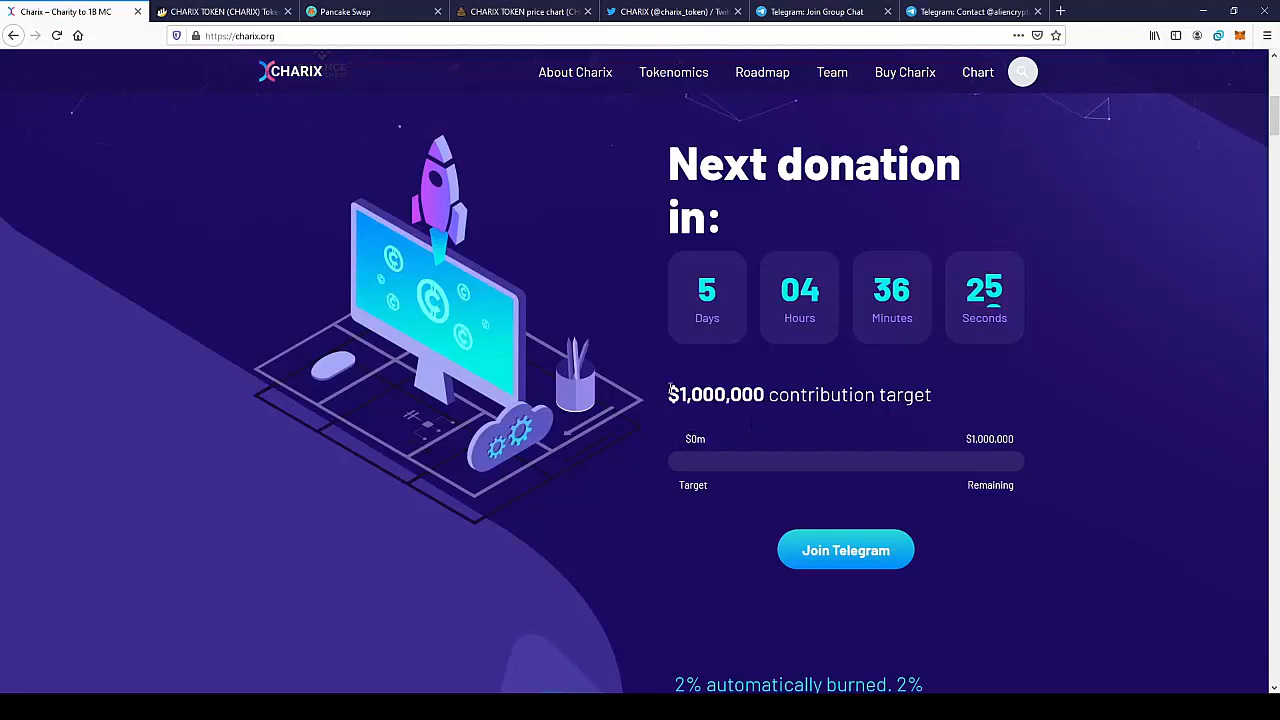 Charix – Charity to 1B MC
CHARIX TOKEN (CHARIX) Toke
Pancake Swap
CHARIX TOKEN price chart (CH
CHARIX (@charix_token) / Twit
Telegram: Join Group Chat
Telegram: Contact @aliencrypt
https://charix.org
CHARIX
About Charix
Tokenomics
Roadmap
Team
Buy Charix
Chart
Next donation
in:
5
04
36
25
Days
Hours
Minutes
Seconds
$1,000,000 contribution target
$0m
$1.000.000
Target
Remaining
Join Telegram
2% automatically burned. 2%